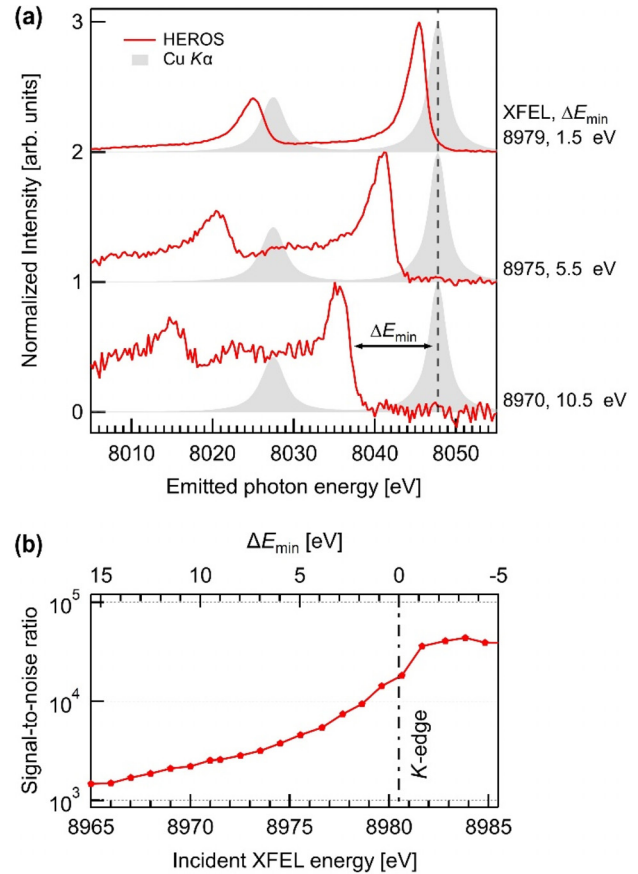 (a)
3
HEROS
Cu Kα
XFEL, ΔEmin
8979, 1.5 eV
2
8975, 5.5 eV
1
ΔEmin
8970, 10.5 eV
0
Normalized Intensity [arb. units]
8010 8020 8030 8040 8050
Emitted photon energy [eV]
(b)
ΔEmin [eV]
15 10 5 0 -5
10^5
10^4
10^3
Signal-to-noise ratio
K-edge
8965 8970 8975 8980 8985
Incident XFEL energy [eV]